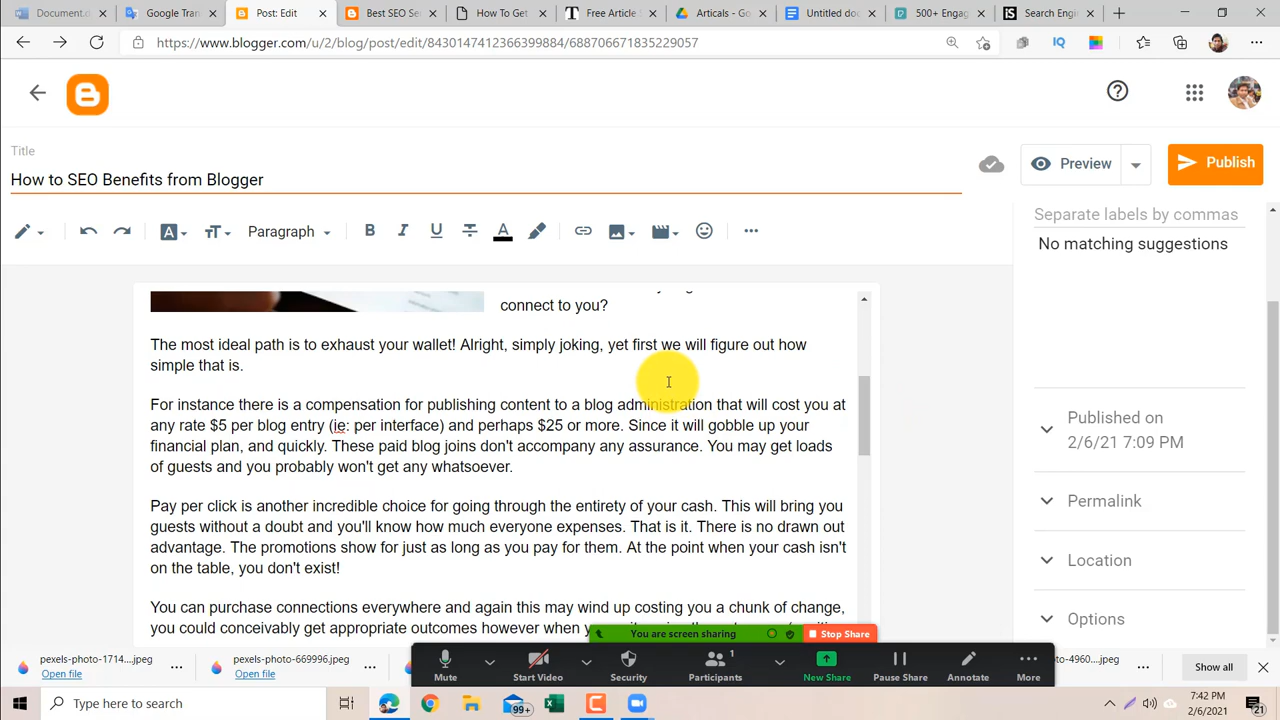 Document.d
Google Tran
Post: Edit
Best SEO Se
How To Get
Free Article S
Articals - Go
Untitled do
500+ Engag
Search Engin
https://www.blogger.com/u/2/blog/post/edit/8430147412366399884/688706671835229057
IQ
Title
How to SEO Benefits from Blogger
Preview
Publish
Paragraph
Separate labels by commas
No matching suggestions
connect to you?
The most ideal path is to exhaust your wallet! Alright, simply joking, yet first we will figure out how
simple that is.
For instance there is a compensation for publishing content to a blog administration that will cost you at
any rate $5 per blog entry (ie: per interface) and perhaps $25 or more. Since it will gobble up your
financial plan, and quickly. These paid blog joins don't accompany any assurance. You may get loads
of guests and you probably won't get any whatsoever.
Pay per click is another incredible choice for going through the entirety of your cash. This will bring you
guests without a doubt and you'll know how much everyone expenses. That is it. There is no drawn out
advantage. The promotions show for just as long as you pay for them. At the point when your cash isn't
on the table, you don't exist!
You can purchase connections everywhere and again this may wind up costing you a chunk of change,
you could conceivably get appropriate outcomes however when y
Published on
2/6/21 7:09 PM
Permalink
Location
Options
You are screen sharing
Stop Share
pexels-photo-1714....jpeg
Open file
pexels-photo-669996.jpeg
Open file
to-4960....jpeg
Show all
Mute
Start Video
Security
1
Participants
New Share
Pause Share
Annotate
More
Type here to search
99+
7:42 PM
2/6/2021
21